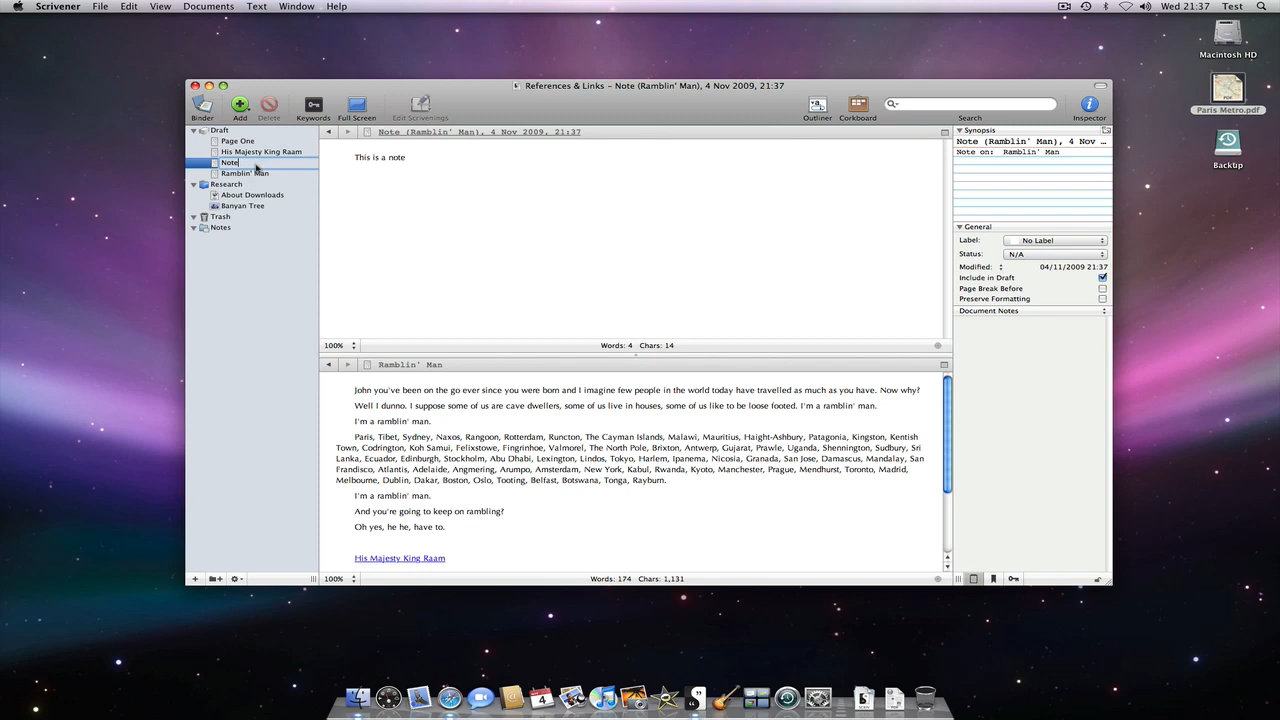 Scrivener File Edit View Documents Text Window Help Wed 21:37 Test
Macintosh HD
PDF
Paris Metro.pdf
Backup
References & Links – Note (Ramblin' Man), 4 Nov 2009, 21:37
Binder Add Delete Keywords Full Screen Edit Scrivenings Outliner Corkboard Search Inspector
Draft
Page One
His Majesty King Raam
Note
Ramblin' Man
Research
About Downloads
Banyan Tree
Trash
Notes
Note (Ramblin' Man), 4 Nov 2009, 21:37
This is a note
100% Words: 4 Chars: 14
Ramblin' Man
John you've been on the go ever since you were born and I imagine few people in the world today have travelled as much as you have. Now why?
Well I dunno. I suppose some of us are cave dwellers, some of us live in houses, some of us like to be loose footed. I'm a ramblin' man.
I'm a ramblin' man.
Paris, Tibet, Sydney, Naxos, Rangoon, Rotterdam, Runcton, The Cayman Islands, Malawi, Mauritius, Haight-Ashbury, Patagonia, Kingston, Kentish
Town, Codrington, Koh Samui, Felixstowe, Fingrinhoe, Valmorel, The North Pole, Brixton, Antwerp, Gujarat, Prawle, Uganda, Shennington, Sudbury, Sri
Lanka, Ecuador, Edinburgh, Stockholm, Abu Dhabi, Lexington, Lindos, Tokyo, Harlem, Ipanema, Nicosia, Granada, San Jose, Damascus, Mandalay, San
Frandisco, Atlantis, Adelaide, Angmering, Arumpo, Amsterdam, New York, Kabul, Rwanda, Kyoto, Manchester, Prague, Mendhurst, Toronto, Madrid,
Melbourne, Dublin, Dakar, Boston, Oslo, Tooting, Belfast, Botswana, Tonga, Rayburn.
I'm a ramblin' man.
And you're going to keep on rambling?
Oh yes, he he, have to.
His Majesty King Raam
100% Words: 174 Chars: 1,131
Synopsis
Note (Ramblin' Man), 4 Nov ...
Note on: Ramblin' Man
General
Label: No Label
Status: N/A
Modified: 04/11/2009 21:37
Include in Draft
Page Break Before
Preserve Formatting
Document Notes
4